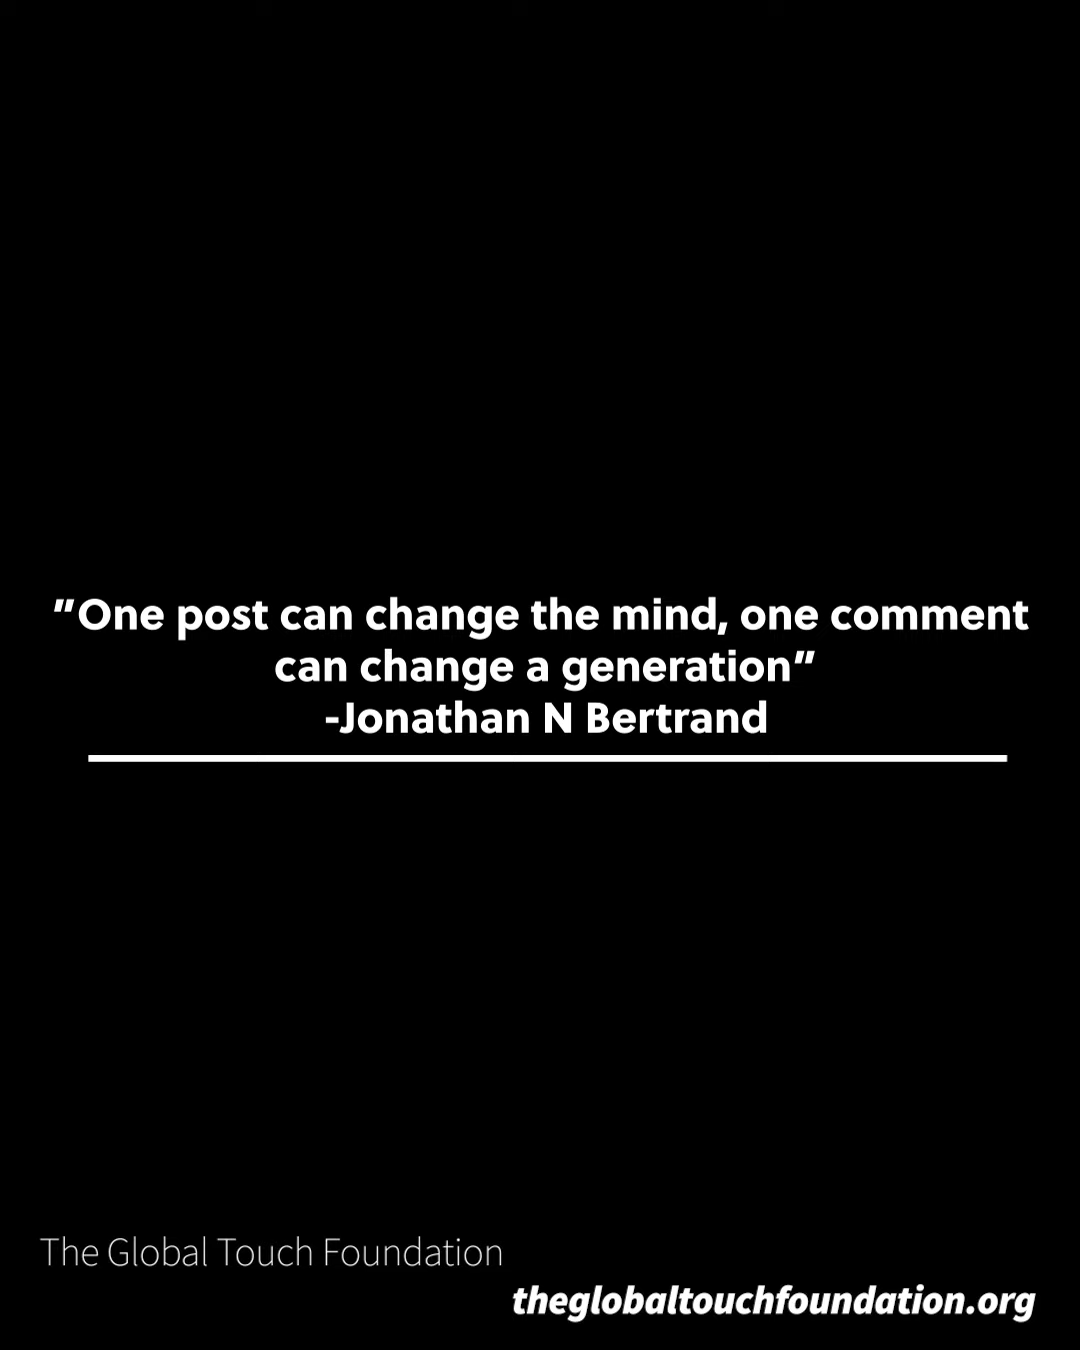 "One post can change the mind, one comment
can change a generation"
-Jonathan N Bertrand
The Global Touch Foundation
theglobaltouchfoundation.org